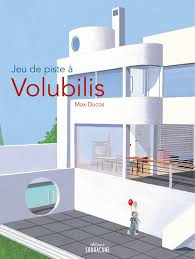 Jeu de piste à
Volubilis
Max Ducos
éditions
SARBACANE